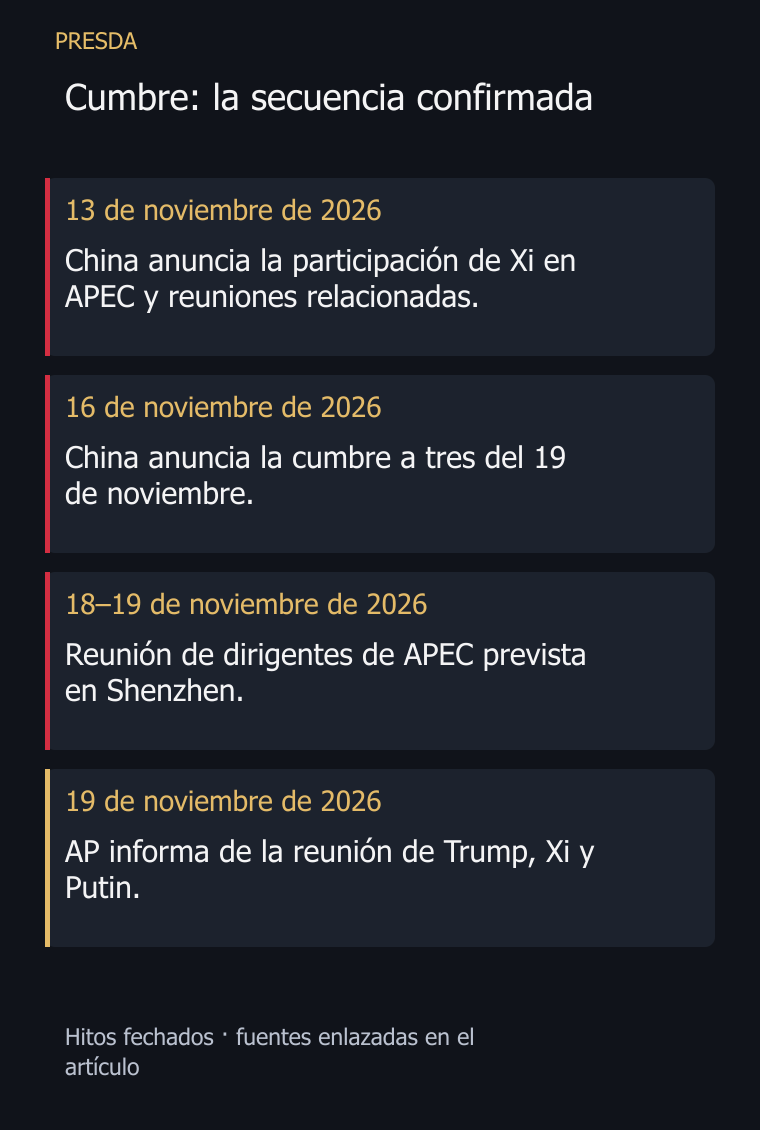 PRESDA
Cumbre: la secuencia confirmada
13 de noviembre de 2026
China anuncia la participación de Xi en
APEC y reuniones relacionadas.
16 de noviembre de 2026
China anuncia la cumbre a tres del 19
de noviembre.
18–19 de noviembre de 2026
Reunión de dirigentes de APEC prevista
en Shenzhen.
19 de noviembre de 2026
AP informa de la reunión de Trump, Xi y
Putin.
Hitos fechados · fuentes enlazadas en el
artículo